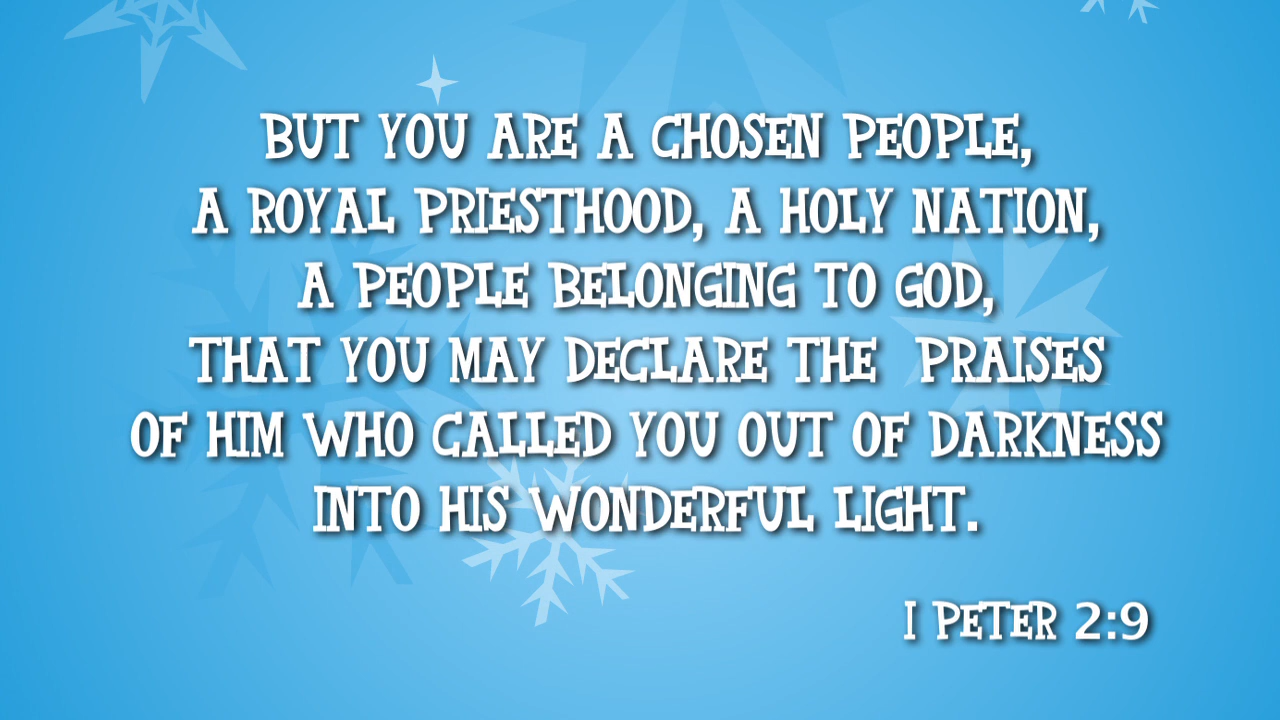 BUT YOU ARE A CHOSEN PEOPLE,
A ROYAL PRIESTHOOD, A HOLY NATION,
A PEOPLE BELONGING TO GOD,
THAT YOU MAY DECLARE THE PRAISES
OF HIM WHO CALLED YOU OUT OF DARKNESS
INTO HIS WONDERFUL LIGHT.
I PETER 2:9